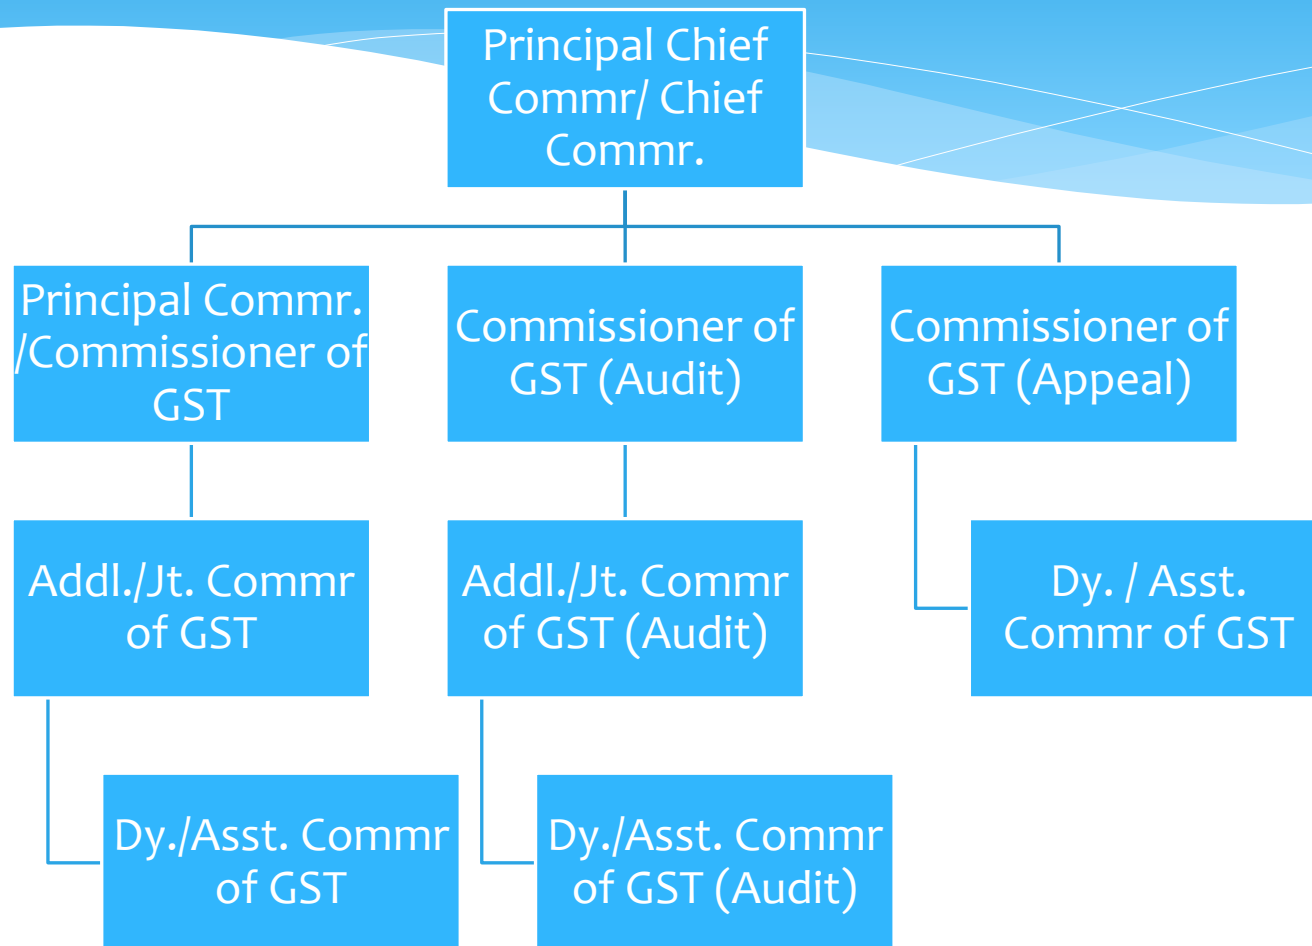 Principal Chief
Commr/ Chief
Commr.
Principal Commr.
/Commissioner of
GST
Commissioner of
GST (Audit)
Commissioner of
GST (Appeal)
Addl./Jt. Commr
of GST
Addl./Jt. Commr
of GST (Audit)
Dy. / Asst.
Commr of GST
Dy./Asst. Commr
of GST
Dy./Asst. Commr
of GST (Audit)